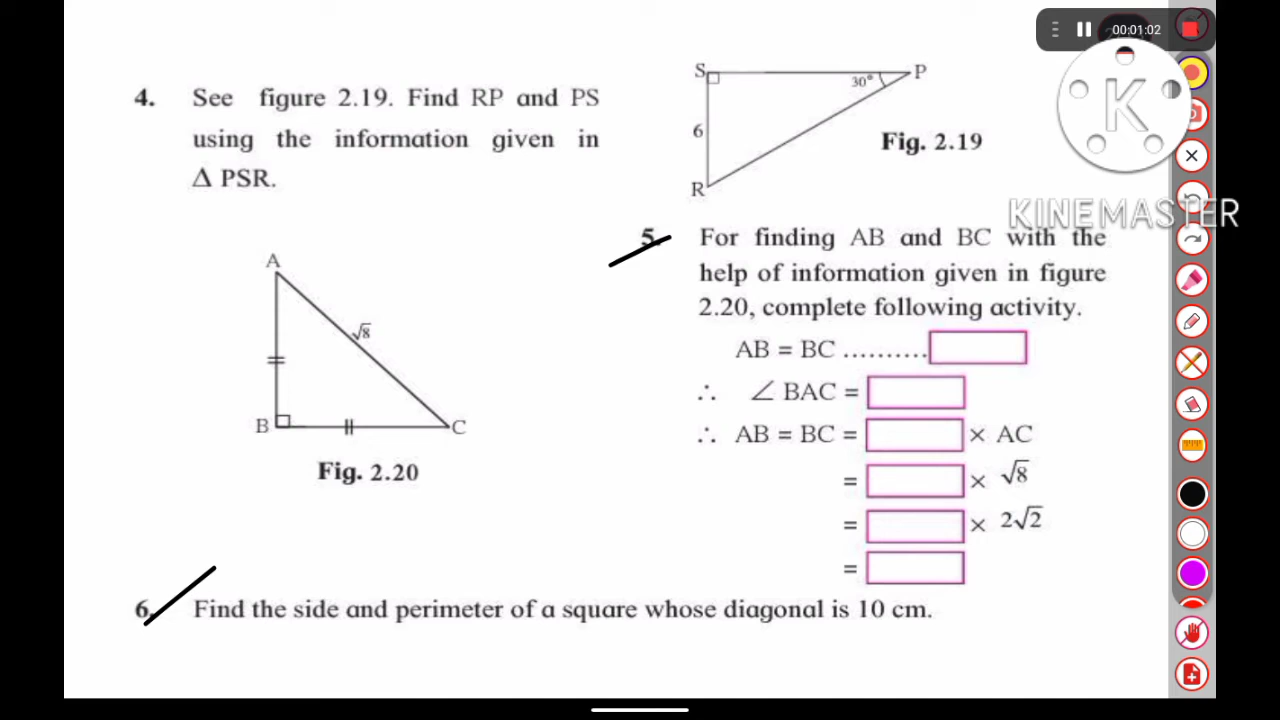 00:01:02
K
KINEMASTER
4. See figure 2.19. Find RP and PS
using the information given in
Δ PSR.
S
30°
P
6
R
Fig. 2.19
A
√8
B
C
Fig. 2.20
5. For finding AB and BC with the
help of information given in figure
2.20, complete following activity.
AB = BC ..........
∴ ∠ BAC =
∴ AB = BC = × AC
= × √8
= × 2√2
=
6. Find the side and perimeter of a square whose diagonal is 10 cm.